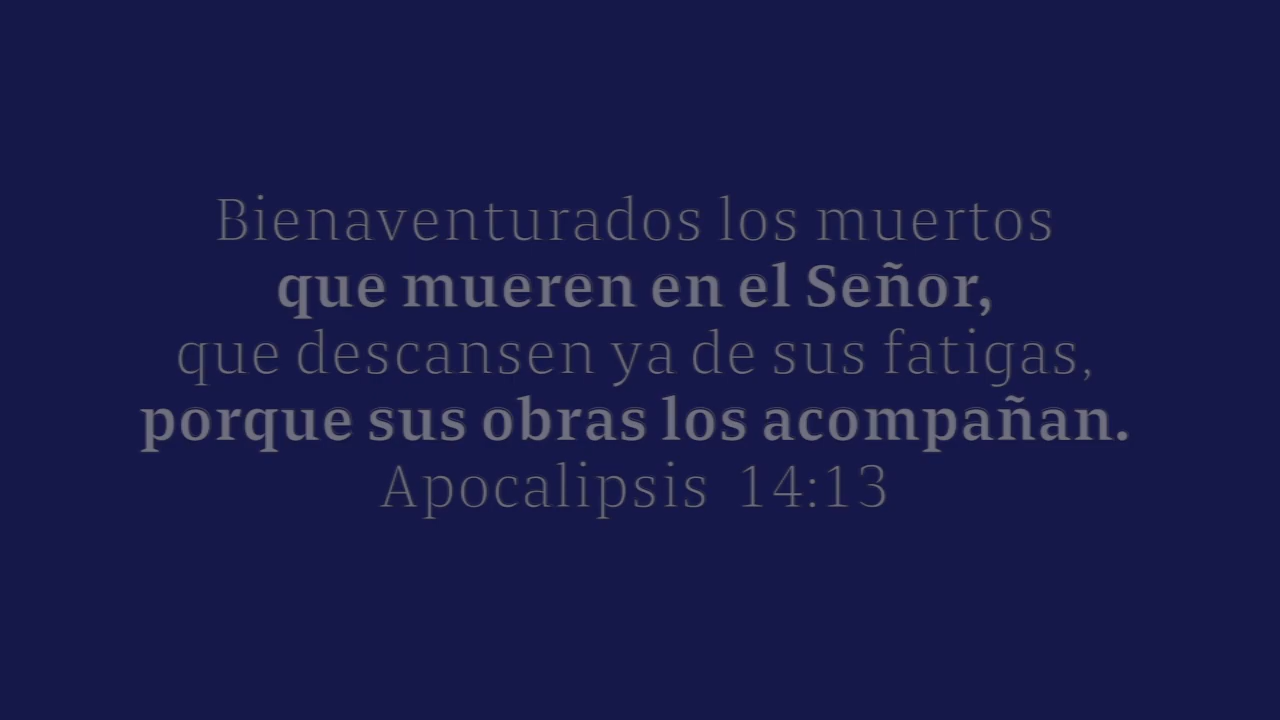 Bienaventurados los muertos
que mueren en el Señor,
que descansen ya de sus fatigas,
porque sus obras los acompañan.
Apocalipsis 14:13